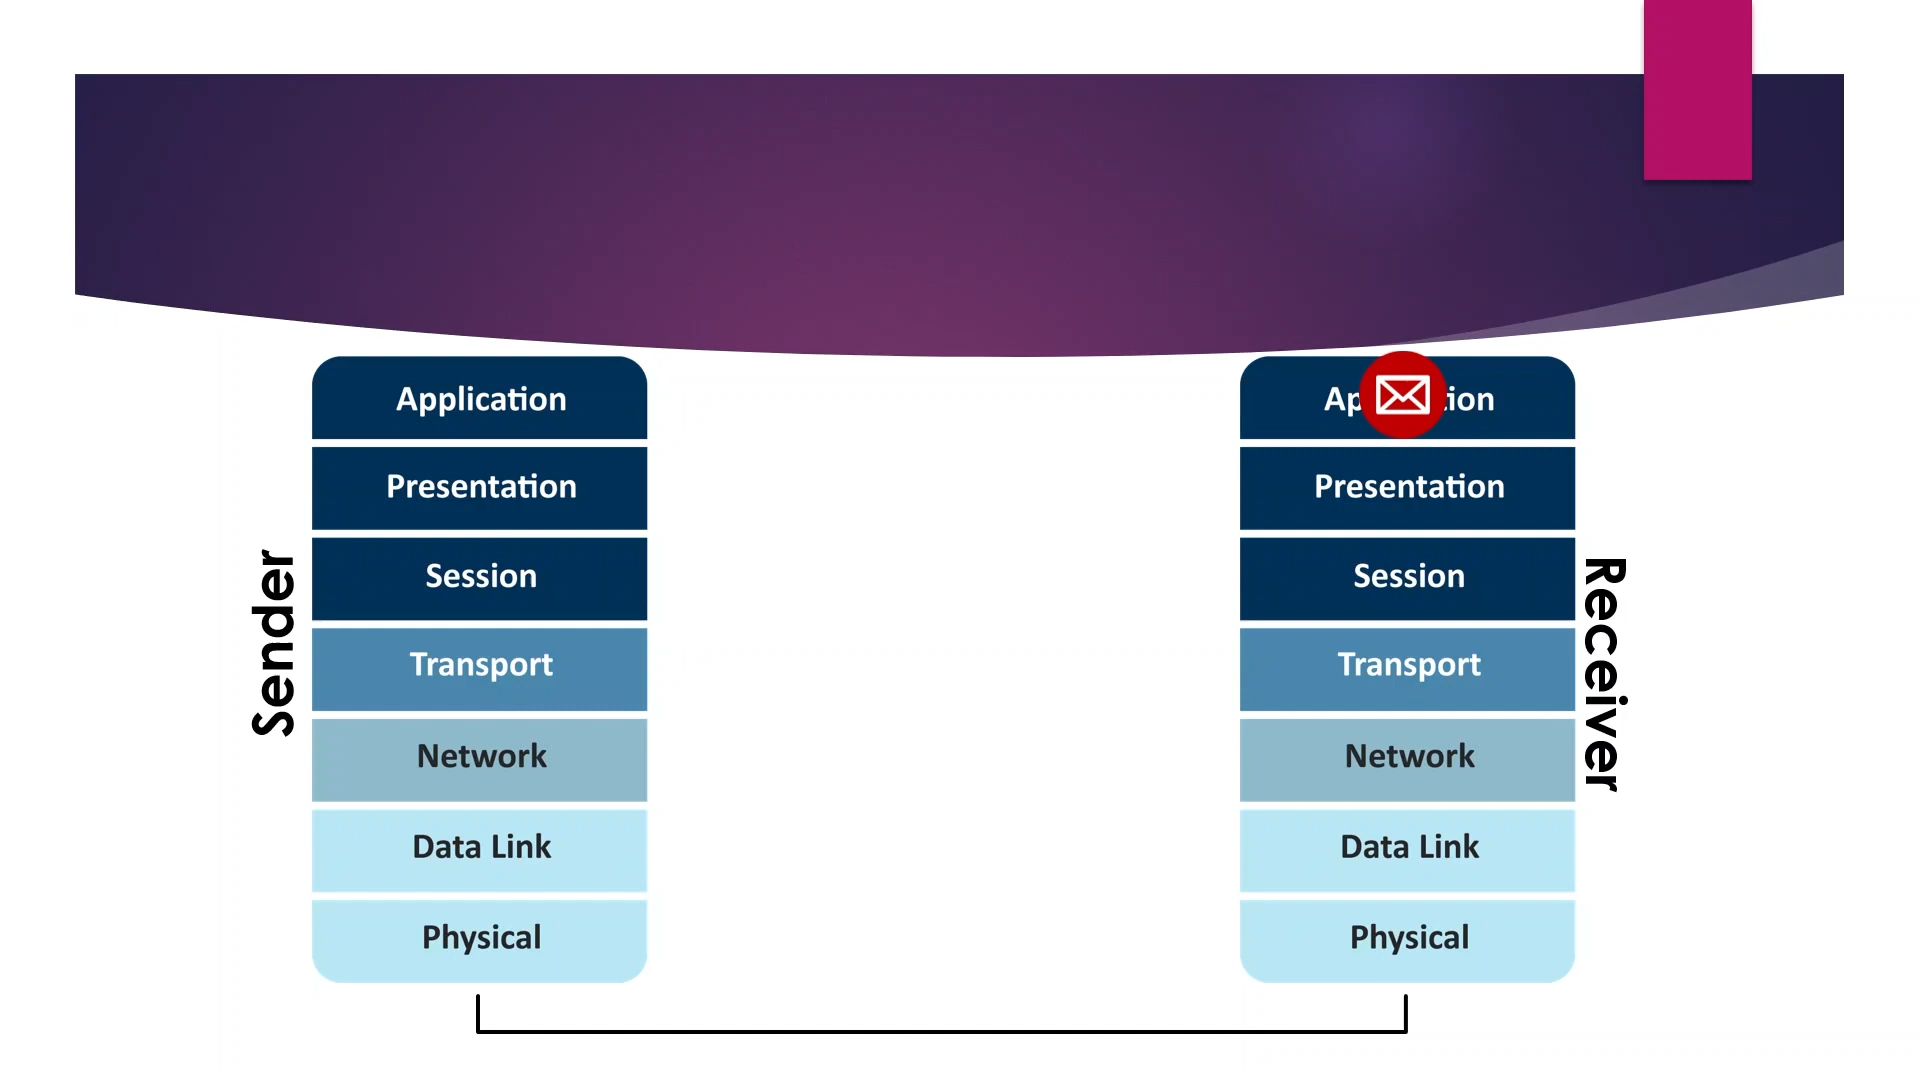 Sender
Application
Presentation
Session
Transport
Network
Data Link
Physical
Presentation
Session
Transport
Network
Data Link
Physical
Receiver